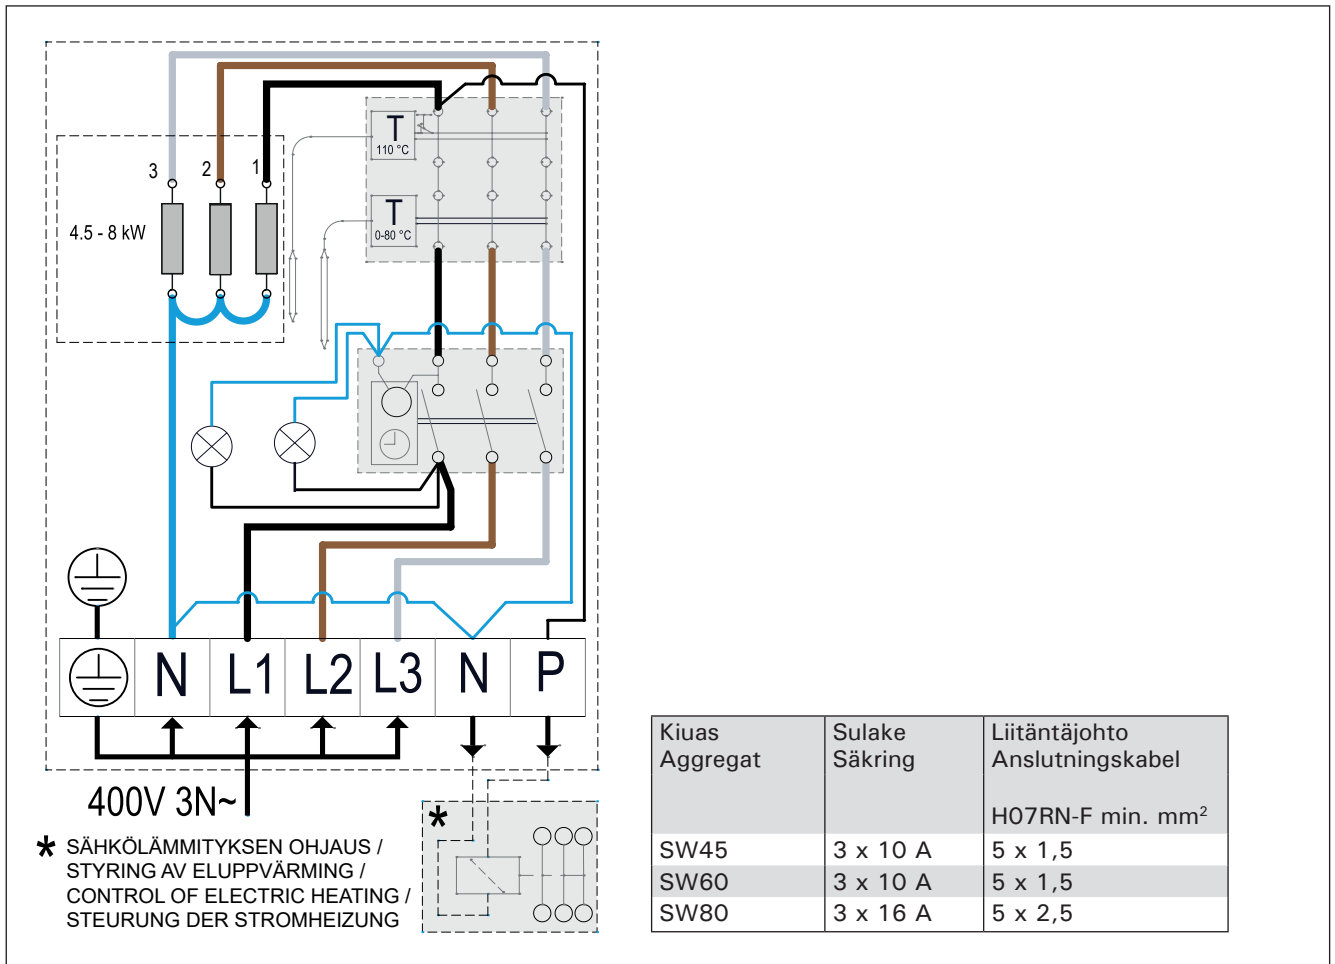 3
2
1
T
110 °C
4.5 - 8 kW
T
0-80 °C
N L1 L2 L3 N P
400V 3N~
*
* SÄHKÖLÄMMITYKSEN OHJAUS /
STYRING AV ELUPPVÄRMING /
CONTROL OF ELECTRIC HEATING /
STEURUNG DER STROMHEIZUNG
Kiuas Sulake Liitäntäjohto
Aggregat Säkring Anslutningskabel
H07RN-F min. mm²
SW45 3 x 10 A 5 x 1,5
SW60 3 x 10 A 5 x 1,5
SW80 3 x 16 A 5 x 2,5